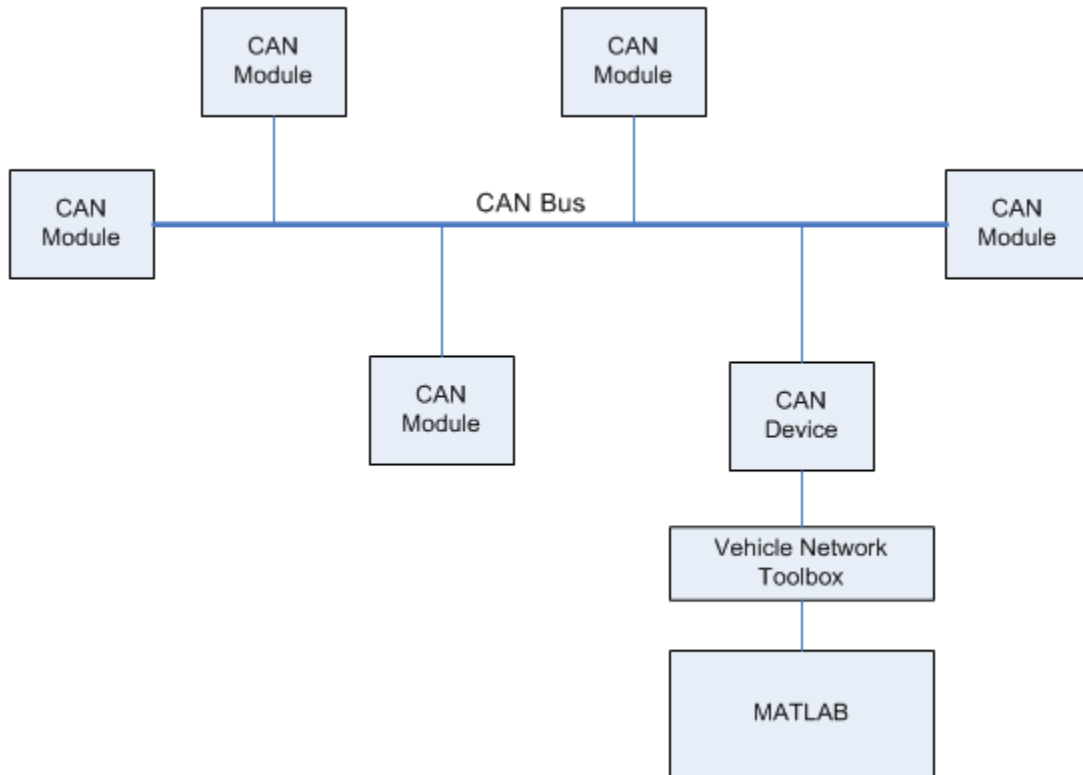 CAN
Module
CAN
Module
CAN
Module
CAN Bus
CAN
Module
CAN
Module
CAN
Device
Vehicle Network
Toolbox
MATLAB